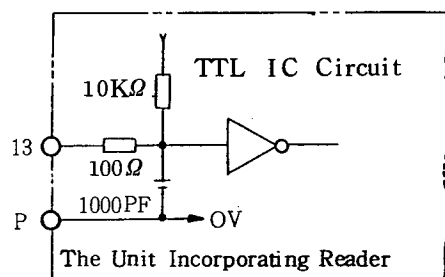 TTL IC Circuit
10KΩ
13
100Ω
1000PF
P
OV
The Unit Incorporating Reader